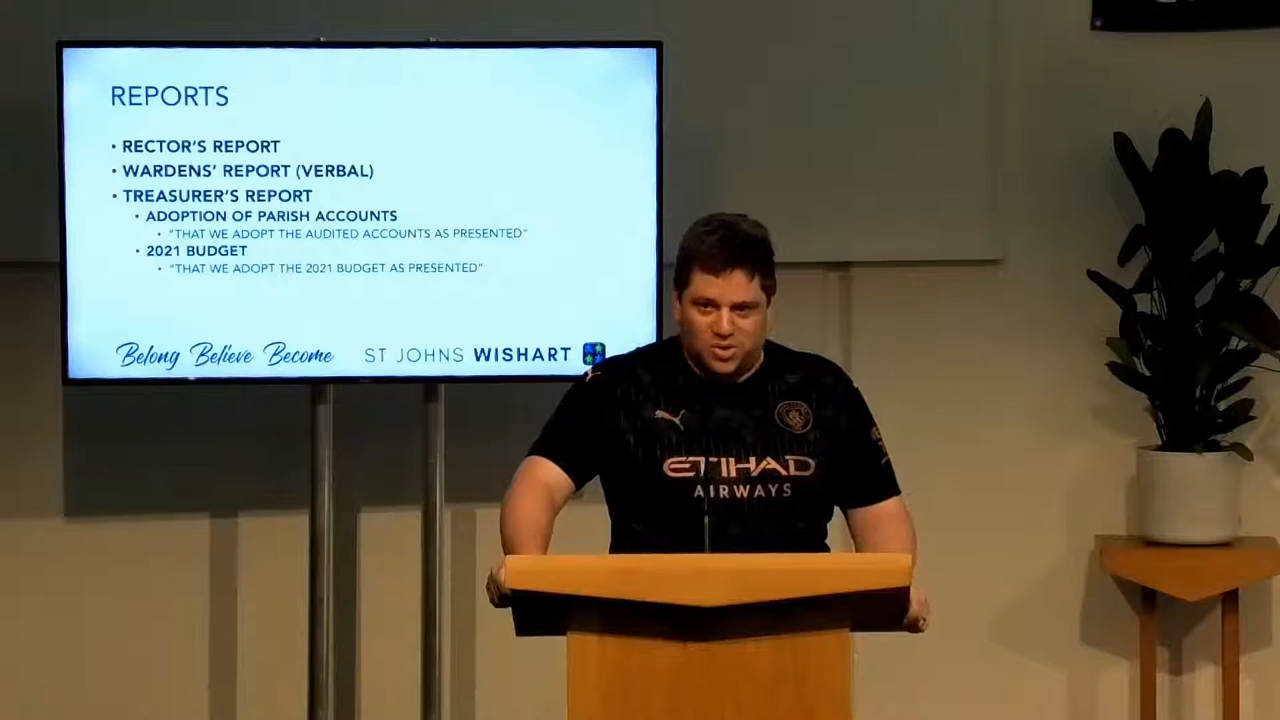 REPORTS
• RECTOR'S REPORT
• WARDENS' REPORT (VERBAL)
• TREASURER'S REPORT
• ADOPTION OF PARISH ACCOUNTS
• "THAT WE ADOPT THE AUDITED ACCOUNTS AS PRESENTED"
• 2021 BUDGET
• "THAT WE ADOPT THE 2021 BUDGET AS PRESENTED"
Belong Believe Become ST JOHNS WISHART
ETIHAD
AIRWAYS